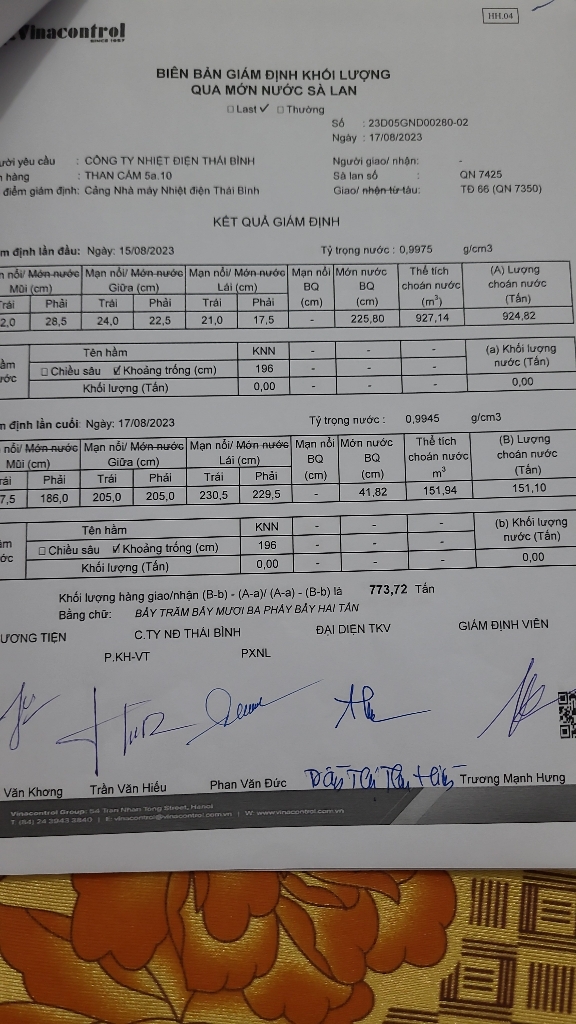 Vinacontrol
SINCE 1957
HH.04
BIÊN BẢN GIÁM ĐỊNH KHỐI LƯỢNG
QUA MỚN NƯỚC SÀ LAN
□ Last ✓ □ Thường
Số : 23D05GND00280-02
Ngày : 17/08/2023
ười yêu cầu : CÔNG TY NHIỆT ĐIỆN THÁI BÌNH Người giao/ nhận: -
hàng : THAN CÁM 5a.10 Sà lan số : QN 7425
điểm giám định: Cảng Nhà máy Nhiệt điện Thái Bình Giao/ nhận từ tàu: TĐ 66 (QN 7350)
KẾT QUẢ GIÁM ĐỊNH
m định lần đầu: Ngày: 15/08/2023 Tỷ trọng nước : 0,9975 g/cm3
n nổi/ Mớn nước Mũi (cm) Mạn nổi/ Mớn nước Giữa (cm) Mạn nổi/ Mớn nước Lái (cm) Mạn nổi BQ (cm) Mớn nước BQ (cm) Thể tích choán nước (m³) (A) Lượng choán nước (Tấn)
Trái Phải Trái Phải Trái Phải
2,0 28,5 24,0 22,5 21,0 17,5 - 225,80 927,14 924,82
ầm ước Tên hầm KNN - - - (a) Khối lượng nước (Tấn)
□ Chiều sâu ✓ Khoảng trống (cm) 196 - - -
Khối lượng (Tấn) 0,00 - - - 0,00
m định lần cuối: Ngày: 17/08/2023 Tỷ trọng nước : 0,9945 g/cm3
nổi/ Mớn nước Mũi (cm) Mạn nổi/ Mớn nước Giữa (cm) Mạn nổi/ Mớn nước Lái (cm) Mạn nổi BQ (cm) Mớn nước BQ (cm) Thể tích choán nước m³ (B) Lượng choán nước (Tấn)
rái Phải Trái Phải Trái Phải
7,5 186,0 205,0 205,0 230,5 229,5 - 41,82 151,94 151,10
ầm ớc Tên hầm KNN - - - (b) Khối lượng nước (Tấn)
□ Chiều sâu ✓ Khoảng trống (cm) 196 - - -
Khối lượng (Tấn) 0,00 - - - 0,00
Khối lượng hàng giao/nhận (B-b) - (A-a)/ (A-a) - (B-b) là 773,72 Tấn
Bằng chữ: BẢY TRĂM BẢY MƯƠI BA PHẢY BẢY HAI TẤN
ƯƠNG TIỆN C.TY NĐ THÁI BÌNH ĐẠI DIỆN TKV GIÁM ĐỊNH VIÊN
P.KH-VT PXNL
Văn Khơng Trần Văn Hiếu Phan Văn Đức Trương Mạnh Hưng
Vinacontrol Group: 54 Tran Nhan Tong Street, Hanoi
T: (84) 24 3943 3840 | E: vinacontrol@vinacontrol.com.vn | W: www.vinacontrol.com.vn